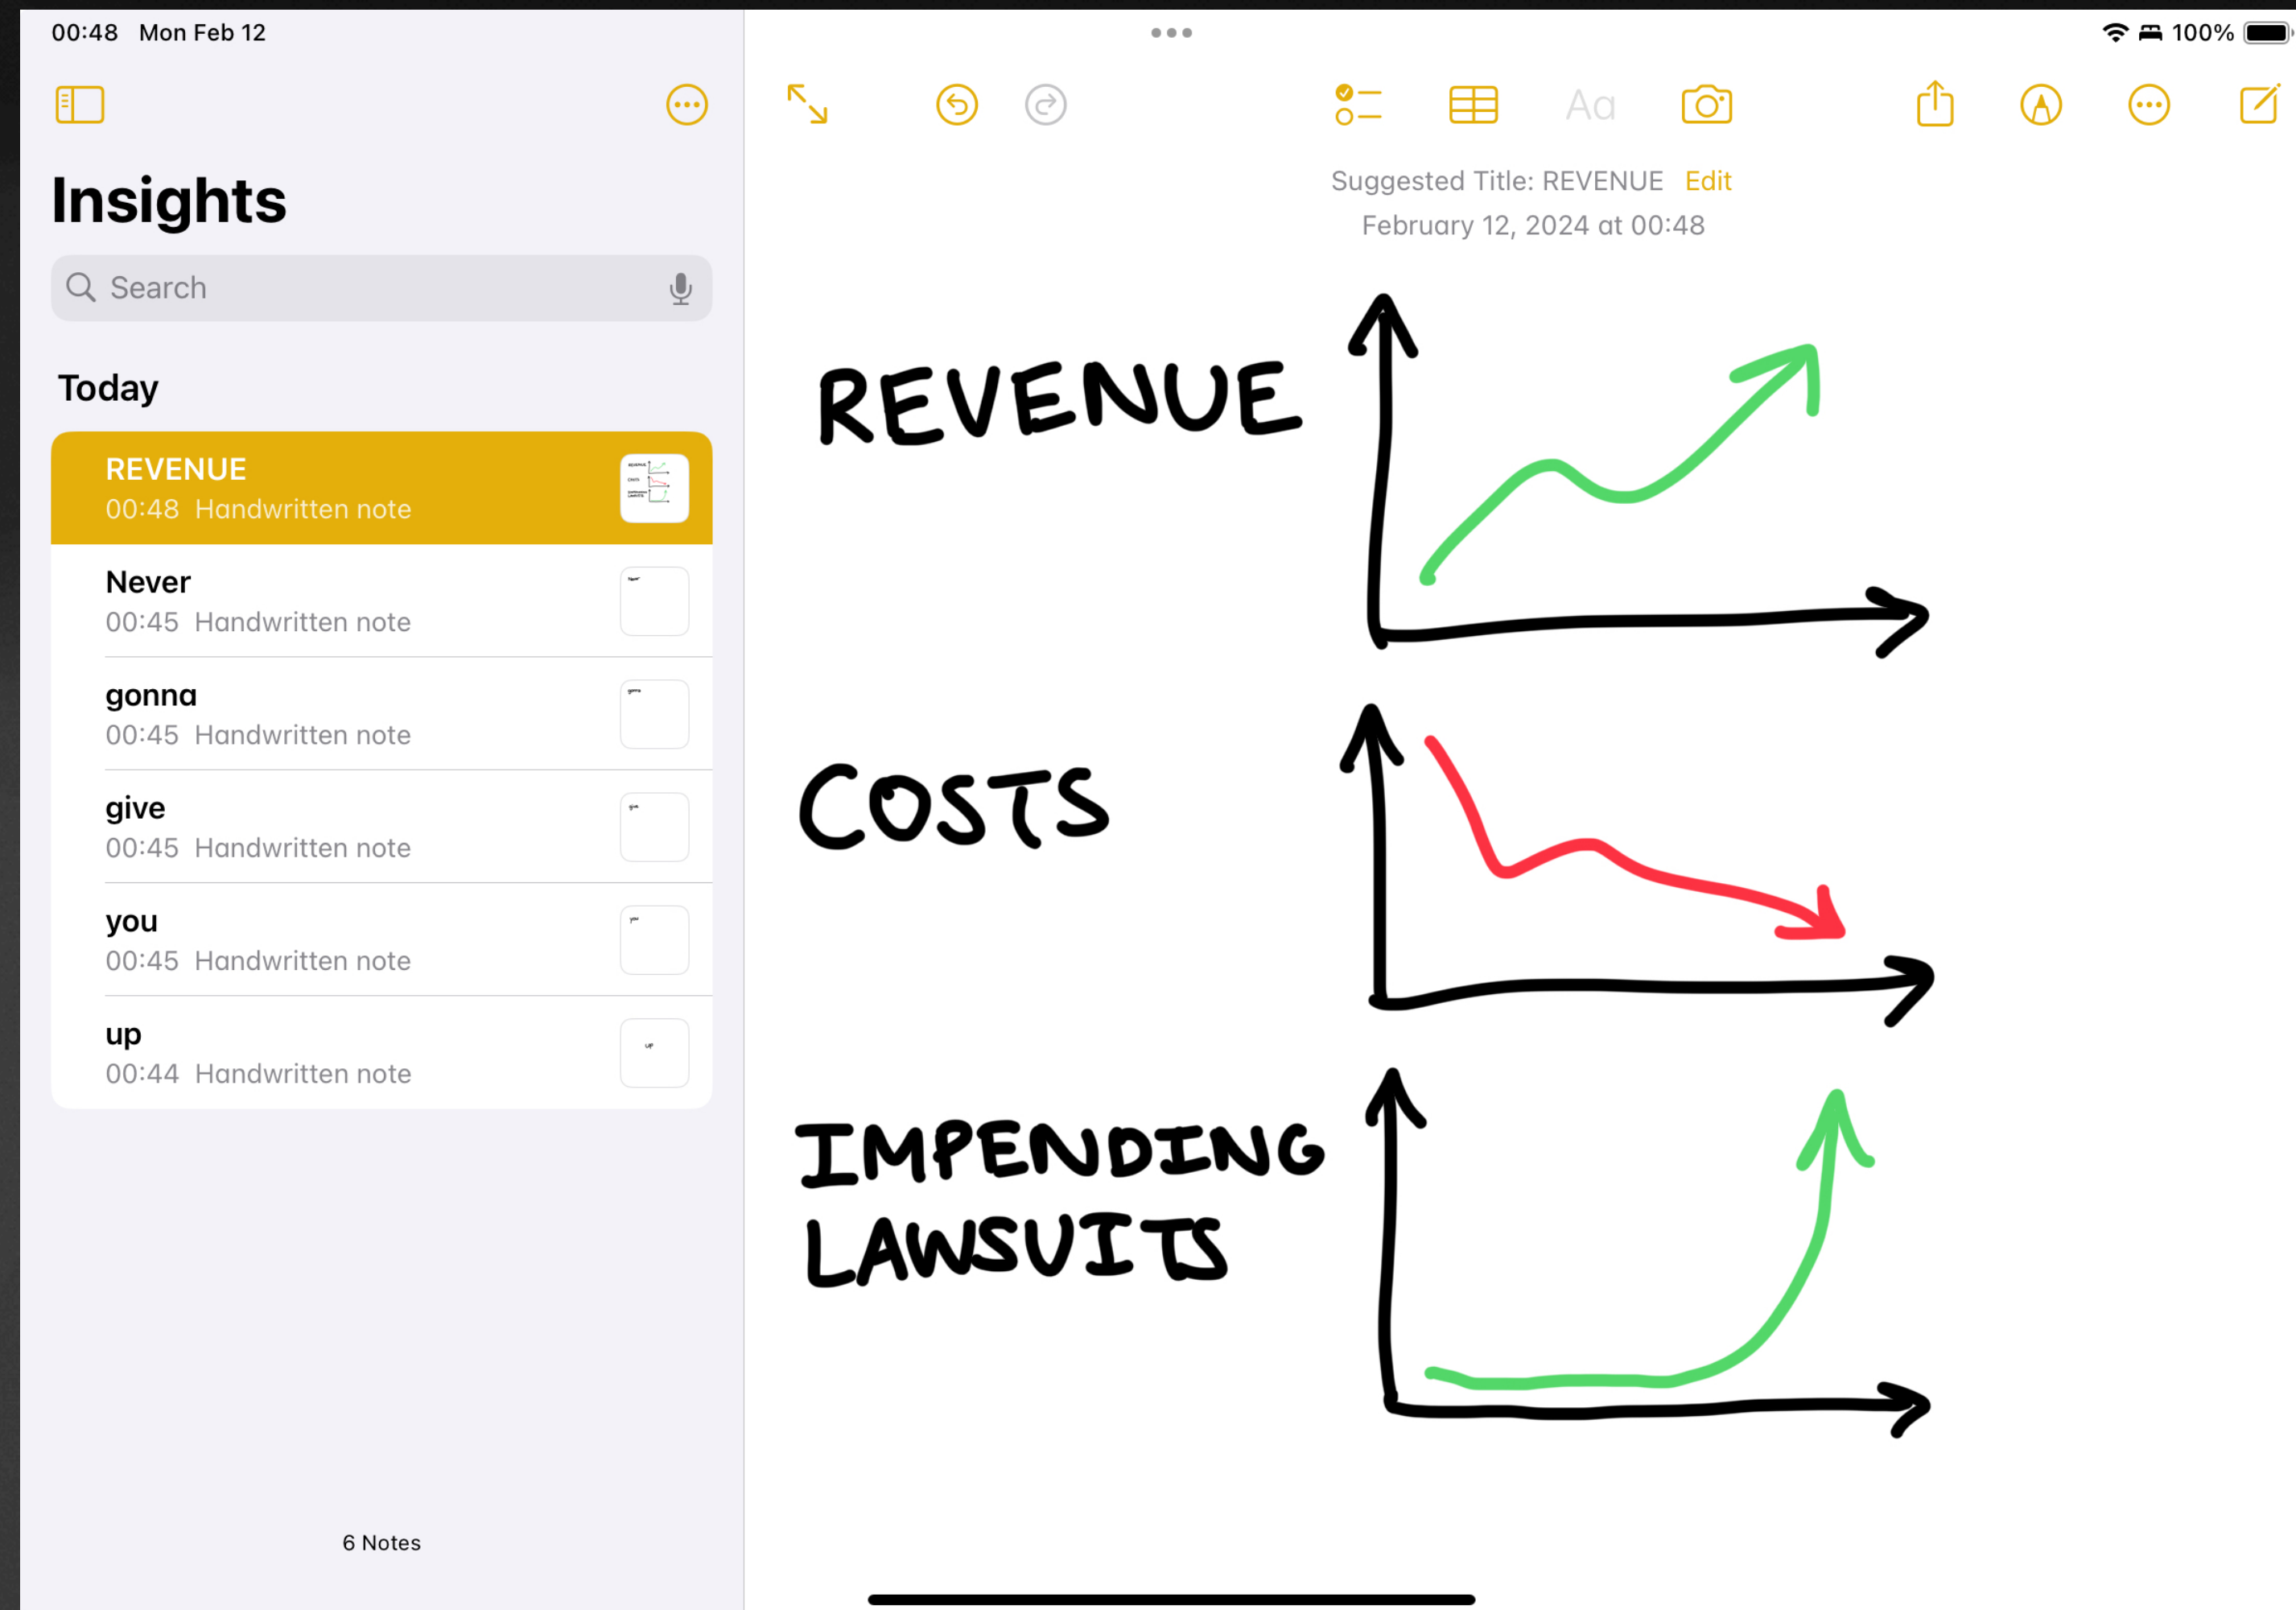 00:48 Mon Feb 12
100%
Insights
Search
Today
REVENUE
00:48 Handwritten note
Never
00:45 Handwritten note
gonna
00:45 Handwritten note
give
00:45 Handwritten note
you
00:45 Handwritten note
up
00:44 Handwritten note
6 Notes
Aa
Suggested Title: REVENUE Edit
February 12, 2024 at 00:48
REVENUE
COSTS
IMPENDING
LAWSUITS